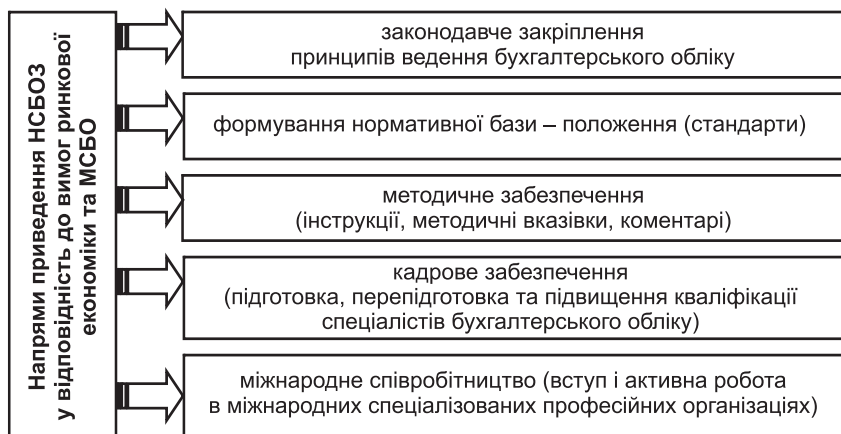 Напрями приведення НСБОЗ
у відповідність до вимог ринкової
економіки та МСБО
законодавче закріплення
принципів ведення бухгалтерського обліку
формування нормативної бази – положення (стандарти)
методичне забезпечення
(інструкції, методичні вказівки, коментарі)
кадрове забезпечення
(підготовка, перепідготовка та підвищення кваліфікації
спеціалістів бухгалтерського обліку)
міжнародне співробітництво (вступ і активна робота
в міжнародних спеціалізованих професійних організаціях)